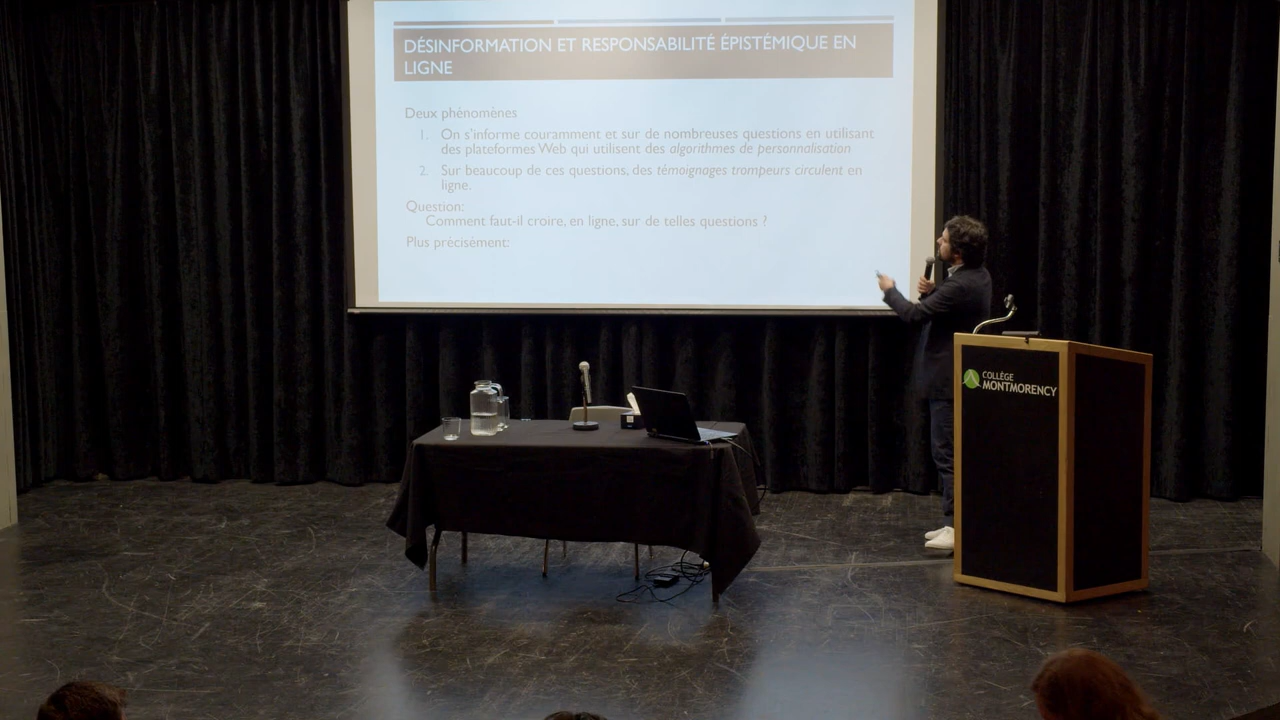 DÉSINFORMATION ET RESPONSABILITÉ ÉPISTÉMIQUE EN
LIGNE
Deux phénomènes
1. On s'informe couramment et sur de nombreuses questions en utilisant
des plateformes Web qui utilisent des algorithmes de personnalisation
2. Sur beaucoup de ces questions, des témoignages trompeurs circulent en
ligne.
Question:
Comment faut-il croire, en ligne, sur de telles questions ?
Plus précisément:
COLLÈGE
MONTMORENCY